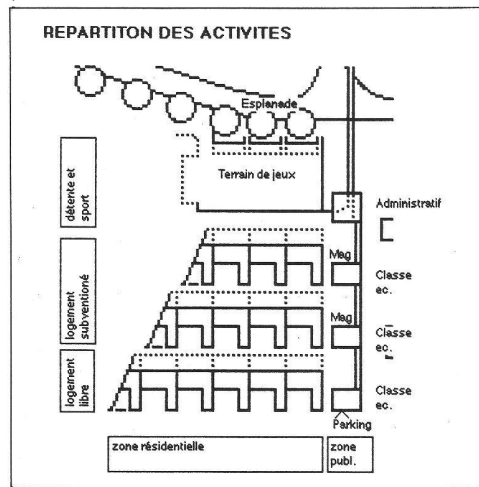 REPARTITON DES ACTIVITES
Esplanade
détente et
sport
Terrain de jeux
Administratif
logement
subventioné
Mag
Classe
ec.
Mag
Classe
ec.
logement
libre
Classe
ec.
Parking
zone résidentielle
zone
publ.